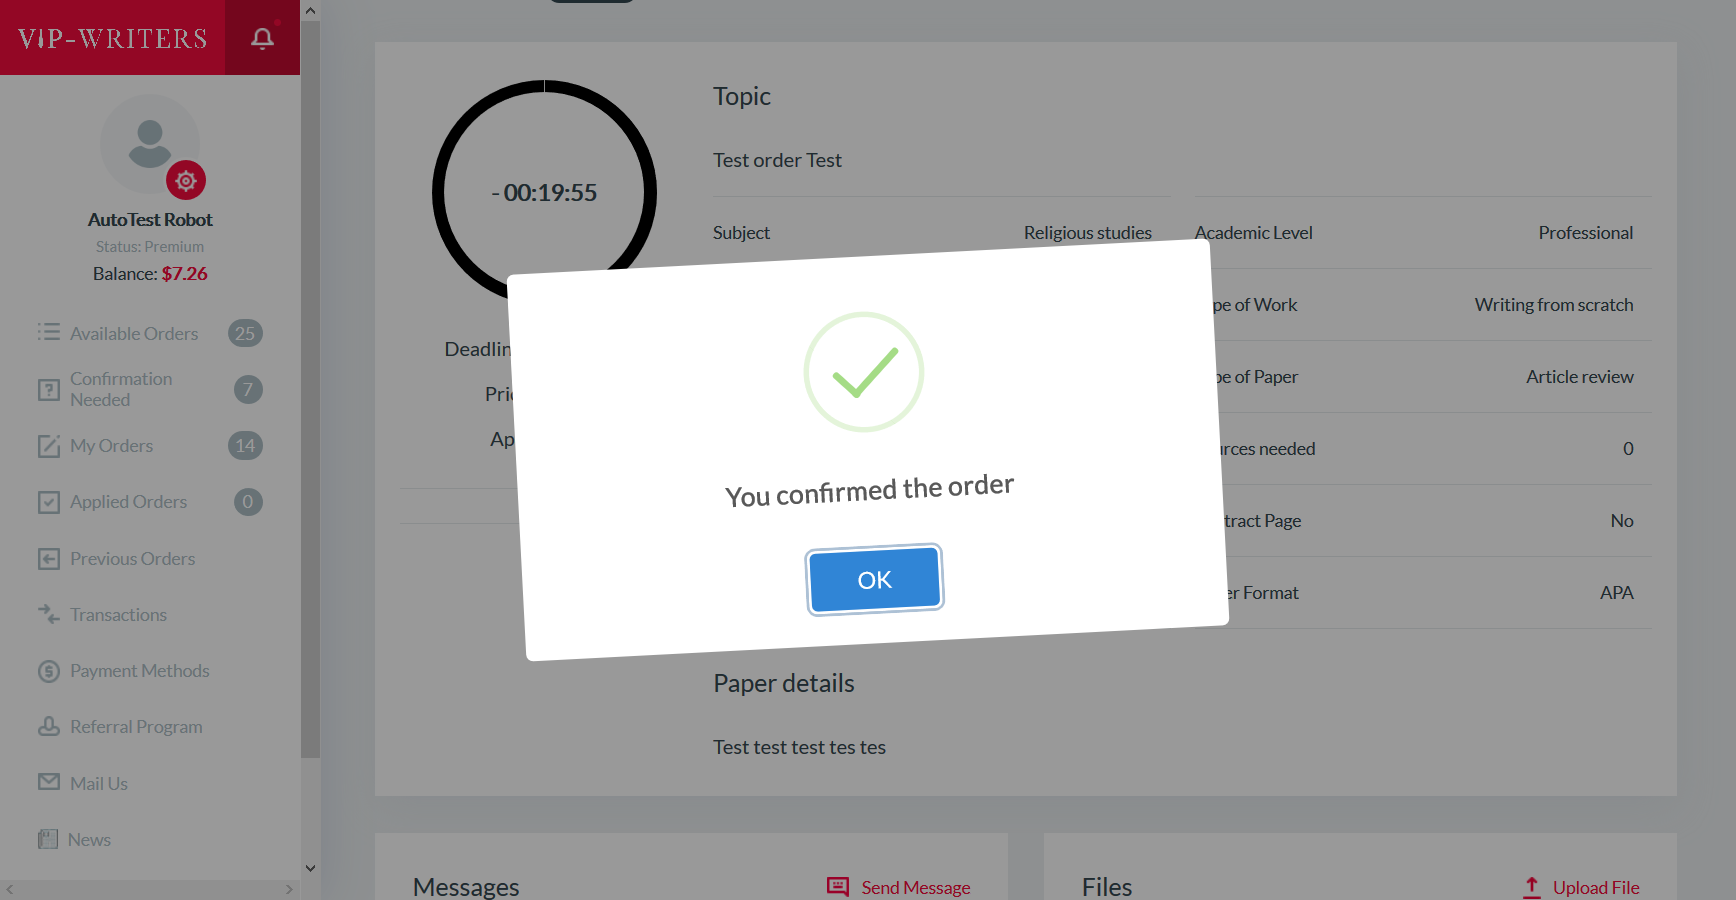 VIP-WRITERS
AutoTest Robot
Status: Premium
Balance: $7.26
Available Orders 25
Confirmation
Needed 7
My Orders 14
Applied Orders 0
Previous Orders
Transactions
Payment Methods
Referral Program
Mail Us
News
- 00:19:55
Topic
Test order Test
Subject Religious studies
Academic Level Professional
pe of Work Writing from scratch
pe of Paper Article review
rces needed 0
tract Page No
er Format APA
Deadlin
Pric
Ap
You confirmed the order
OK
Paper details
Test test test tes tes
Messages Send Message
Files Upload File